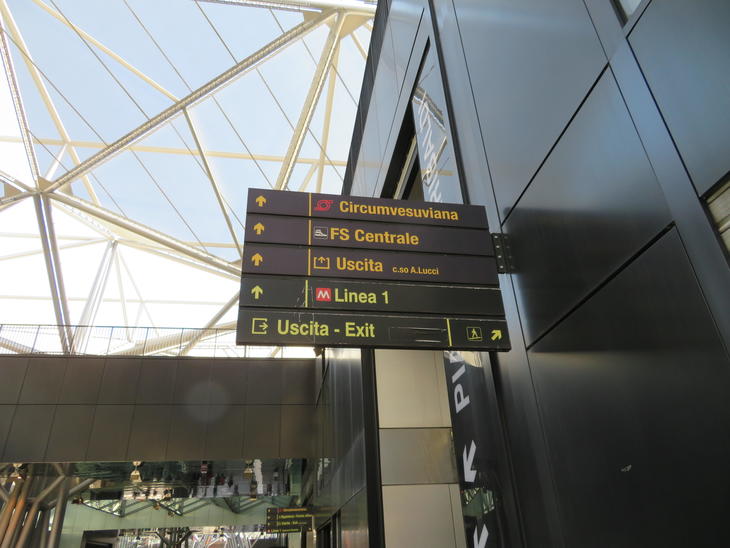 Circumvesuviana
FS Centrale
Uscita c.so A.Lucci
M Linea 1
Uscita - Exit